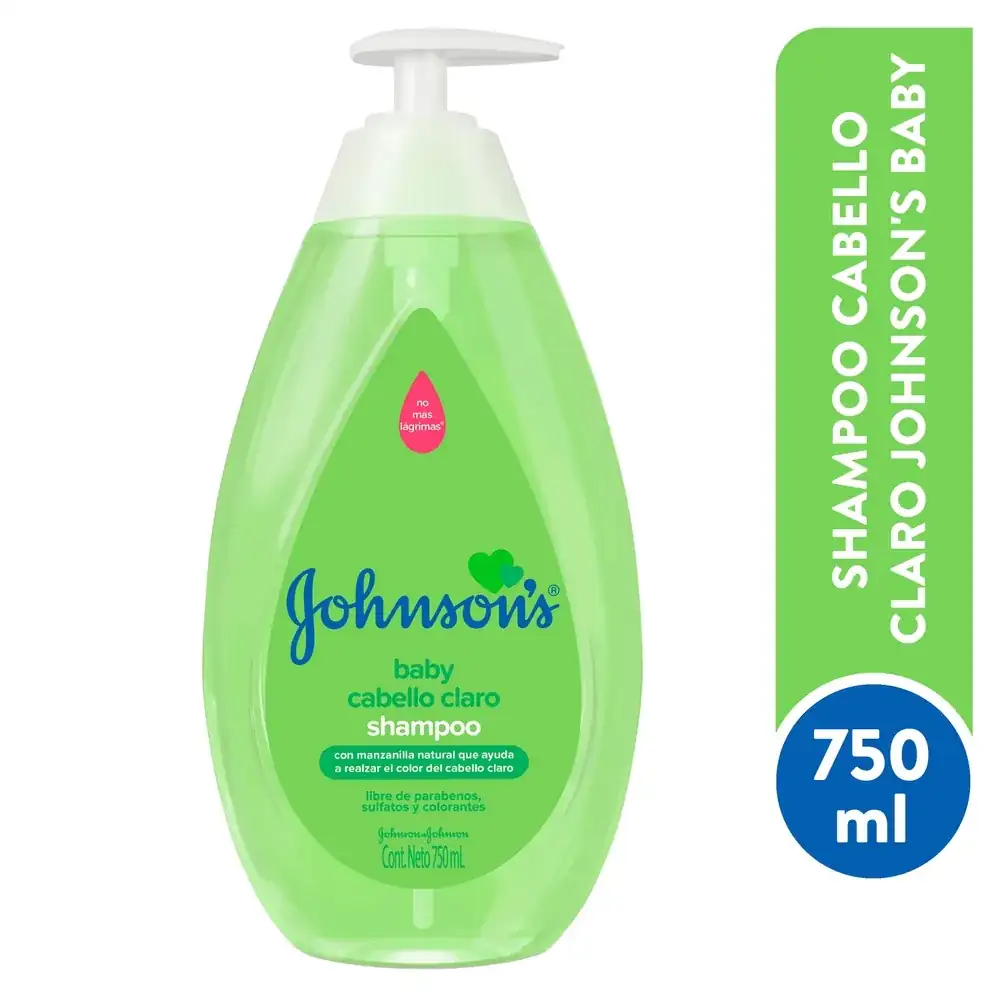 no
mas
lágrimas®
Johnson's®
baby
cabello claro
shampoo
con manzanilla natural que ayuda
a realzar el color del cabello claro
libre de parabenos,
sulfatos y colorantes
Johnson & Johnson
Cont. Neto 750 mL
SHAMPOO CABELLO
CLARO JOHNSON'S BABY
750
ml